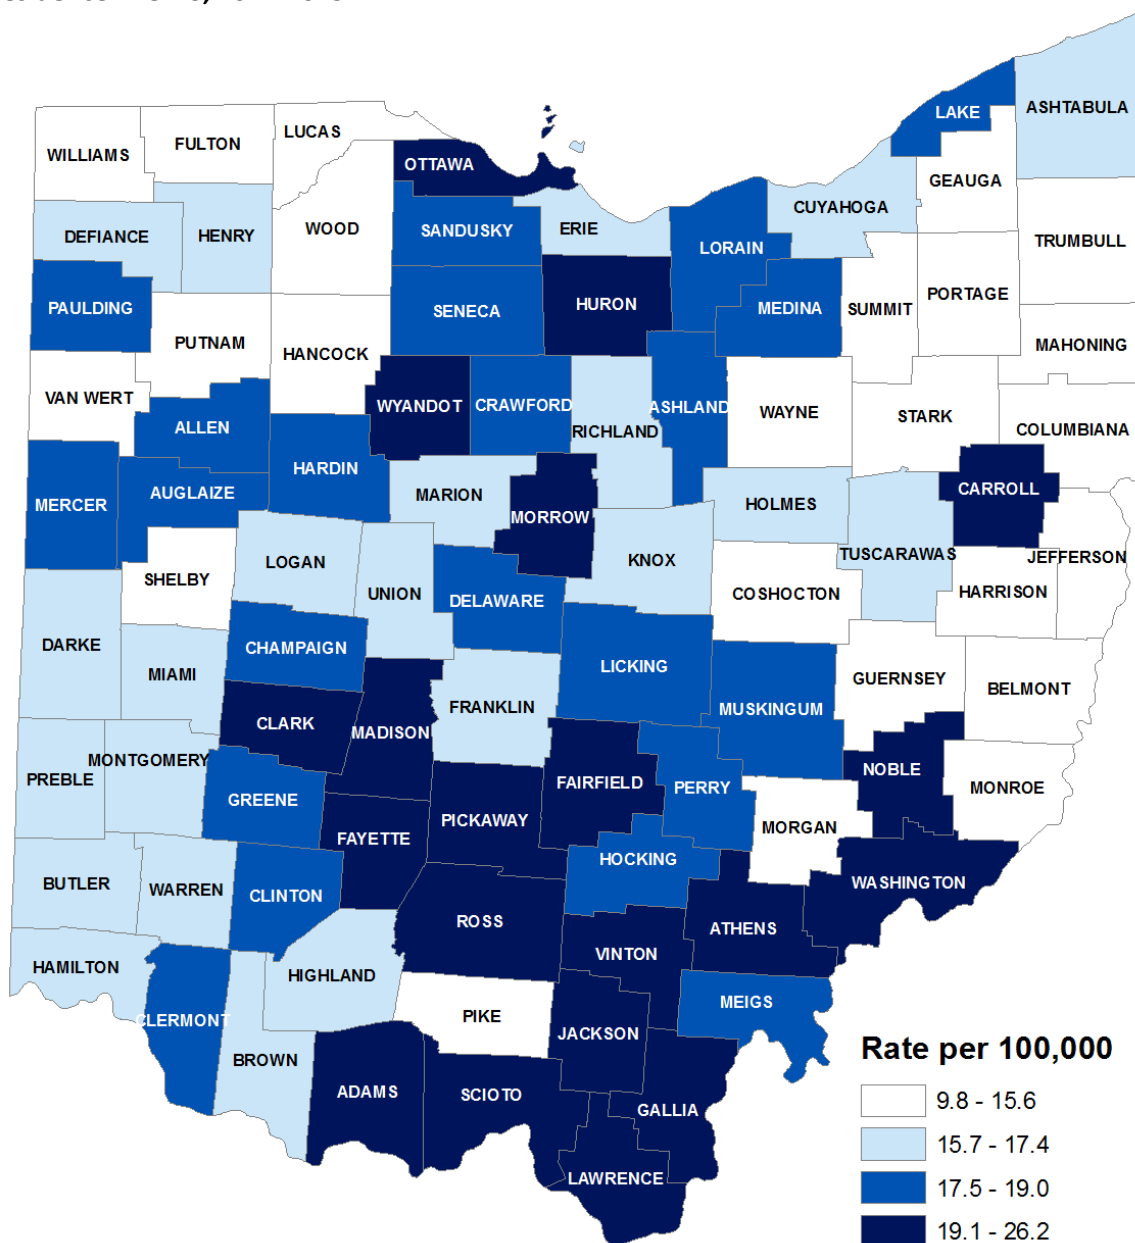 LAKE
ASHTABULA
LUCAS
FULTON
WILLIAMS
OTTAWA
GEAUGA
CUYAHOGA
WOOD
SANDUSKY
ERIE
DEFIANCE
HENRY
LORAIN
TRUMBULL
PORTAGE
HURON
PAULDING
SENECA
MEDINA
SUMMIT
PUTNAM
MAHONING
HANCOCK
VAN WERT
WYANDOT
CRAWFORD
ASHLAND
WAYNE
STARK
ALLEN
RICHLAND
COLUMBIANA
HARDIN
AUGLAIZE
MARION
CARROLL
MERCER
HOLMES
MORROW
TUSCARAWAS
JEFFERSON
LOGAN
KNOX
SHELBY
UNION
DELAWARE
COSHOCTON
HARRISON
DARKE
CHAMPAIGN
LICKING
MIAMI
GUERNSEY
BELMONT
FRANKLIN
MUSKINGUM
CLARK
MADISON
MONTGOMERY
NOBLE
PREBLE
FAIRFIELD
PERRY
MONROE
GREENE
PICKAWAY
MORGAN
FAYETTE
HOCKING
BUTLER
WARREN
WASHINGTON
CLINTON
ROSS
ATHENS
VINTON
HAMILTON
HIGHLAND
MEIGS
PIKE
CLERMONT
JACKSON
BROWN
ADAMS
SCIOTO
GALLIA
LAWRENCE
Rate per 100,000
9.8 - 15.6
15.7 - 17.4
17.5 - 19.0
19.1 - 26.2